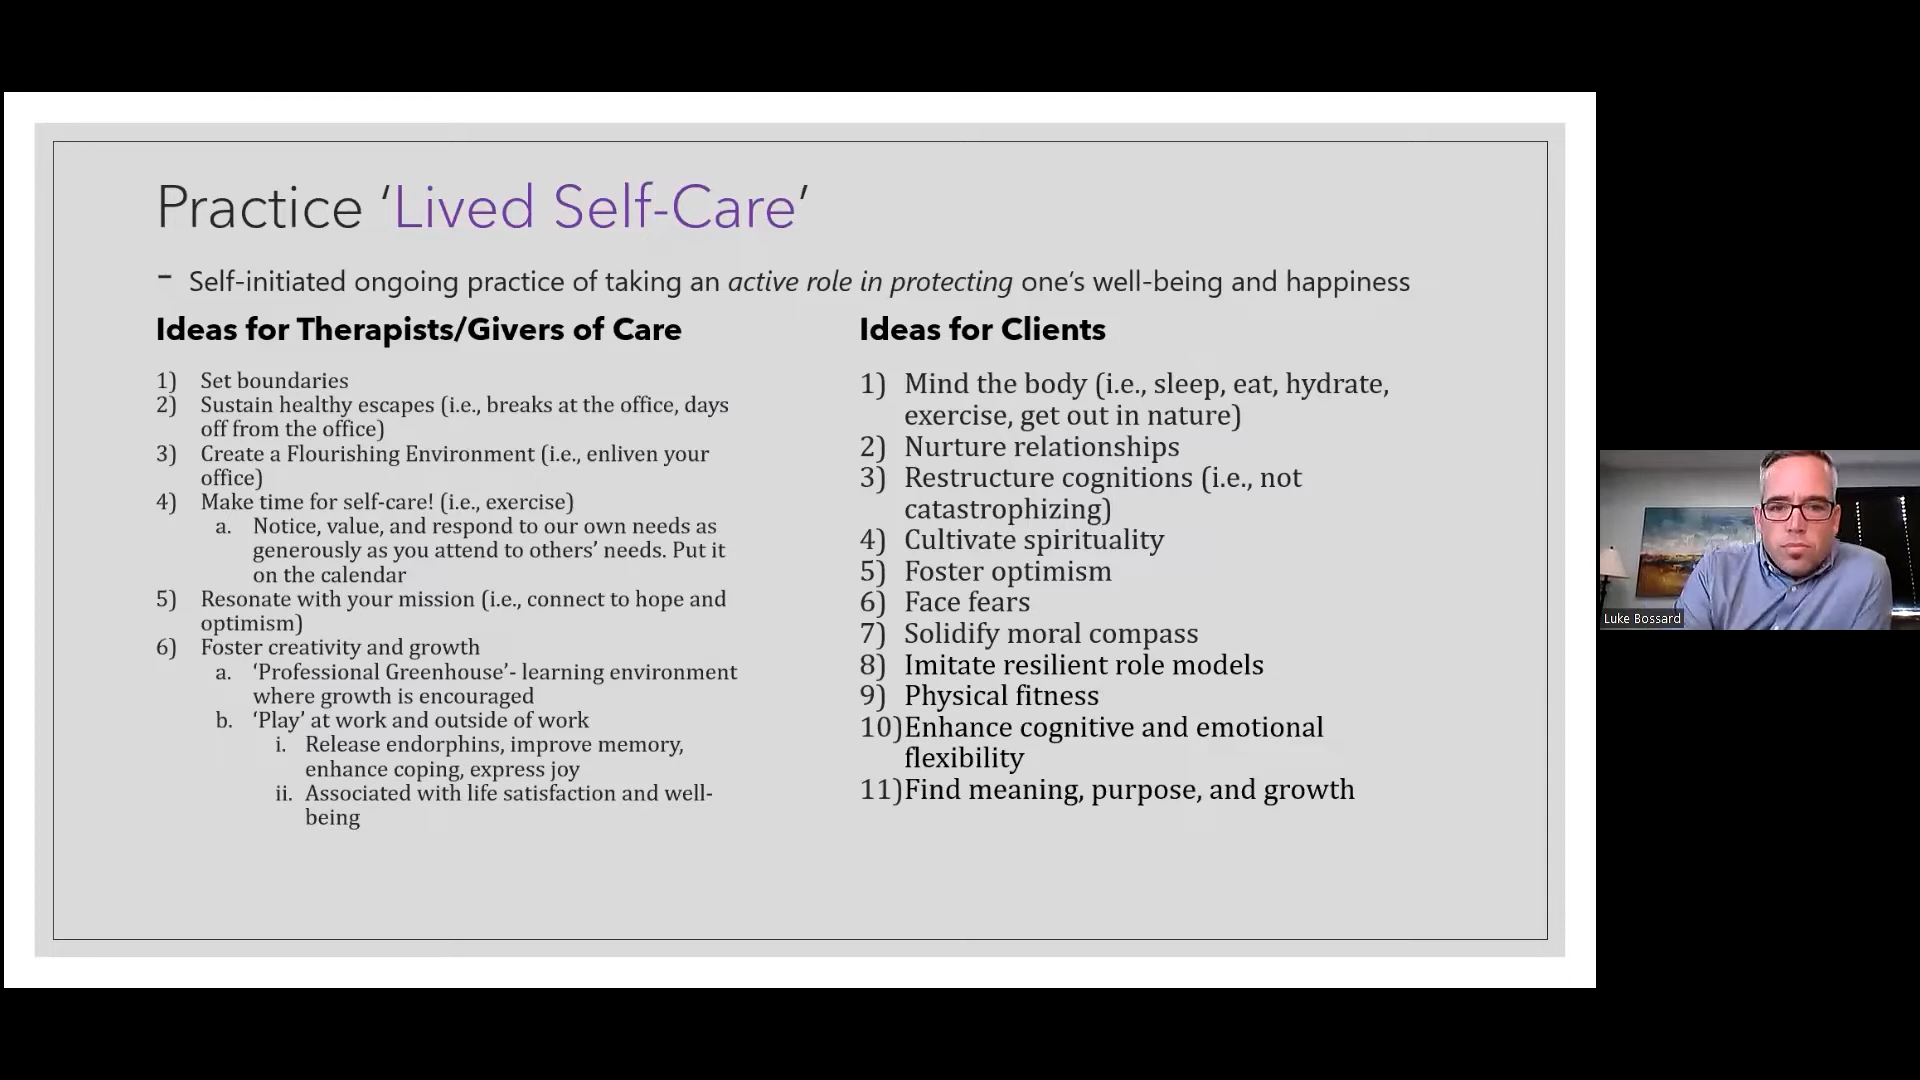 Practice ‘Lived Self-Care’
– Self-initiated ongoing practice of taking an active role in protecting one’s well-being and happiness
Ideas for Therapists/Givers of Care
1) Set boundaries
2) Sustain healthy escapes (i.e., breaks at the office, days
off from the office)
3) Create a Flourishing Environment (i.e., enliven your
office)
4) Make time for self-care! (i.e., exercise)
a. Notice, value, and respond to our own needs as
generously as you attend to others’ needs. Put it
on the calendar
5) Resonate with your mission (i.e., connect to hope and
optimism)
6) Foster creativity and growth
a. ‘Professional Greenhouse’- learning environment
where growth is encouraged
b. ‘Play’ at work and outside of work
i. Release endorphins, improve memory,
enhance coping, express joy
ii. Associated with life satisfaction and well-
being
Ideas for Clients
1) Mind the body (i.e., sleep, eat, hydrate,
exercise, get out in nature)
2) Nurture relationships
3) Restructure cognitions (i.e., not
catastrophizing)
4) Cultivate spirituality
5) Foster optimism
6) Face fears
7) Solidify moral compass
8) Imitate resilient role models
9) Physical fitness
10)Enhance cognitive and emotional
flexibility
11)Find meaning, purpose, and growth
Luke Bossard